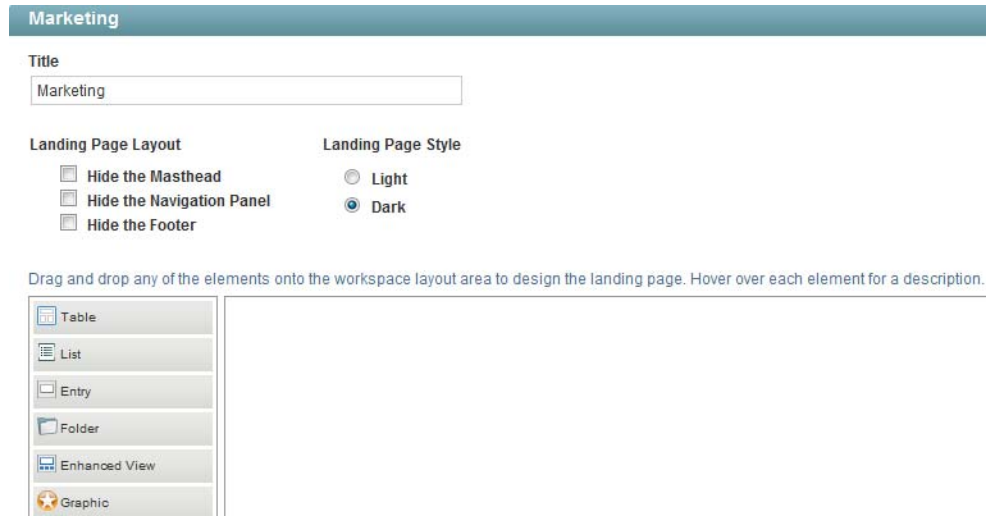 Marketing
Title
Marketing
Landing Page Layout
Landing Page Style
Hide the Masthead
Light
Hide the Navigation Panel
Dark
Hide the Footer
Drag and drop any of the elements onto the workspace layout area to design the landing page. Hover over each element for a description.
Table
List
Entry
Folder
Enhanced View
Graphic